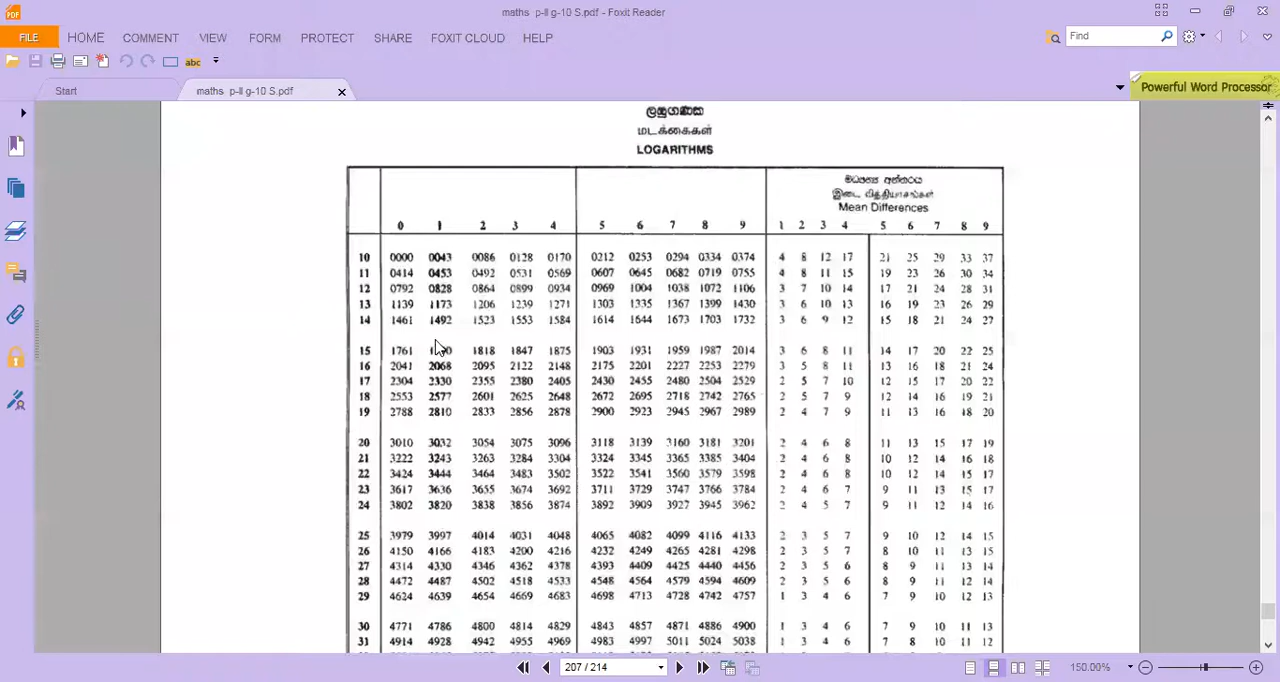 maths p-II g-10 S.pdf - Foxit Reader
FILE HOME COMMENT VIEW FORM PROTECT SHARE FOXIT CLOUD HELP Find
Start maths p-II g-10 S.pdf Powerful Word Processor
ලඝුගණක
மடக்கைகள்
LOGARITHMS
මධ්‍යන්‍ය අන්තරය
இடை வித்தியாசங்கள்
Mean Differences
0 1 2 3 4 5 6 7 8 9 1 2 3 4 5 6 7 8 9
10 0000 0043 0086 0128 0170 0212 0253 0294 0334 0374 4 8 12 17 21 25 29 33 37
11 0414 0453 0492 0531 0569 0607 0645 0682 0719 0755 4 8 11 15 19 23 26 30 34
12 0792 0828 0864 0899 0934 0969 1004 1038 1072 1106 3 7 10 14 17 21 24 28 31
13 1139 1173 1206 1239 1271 1303 1335 1367 1399 1430 3 6 10 13 16 19 23 26 29
14 1461 1492 1523 1553 1584 1614 1644 1673 1703 1732 3 6 9 12 15 18 21 24 27
15 1761 1818 1847 1875 1903 1931 1959 1987 2014 3 6 8 11 14 17 20 22 25
16 2041 2068 2095 2122 2148 2175 2201 2227 2253 2279 3 5 8 11 13 16 18 21 24
17 2304 2330 2355 2380 2405 2430 2455 2480 2504 2529 2 5 7 10 12 15 17 20 22
18 2553 2577 2601 2625 2648 2672 2695 2718 2742 2765 2 5 7 9 12 14 16 19 21
19 2788 2810 2833 2856 2878 2900 2923 2945 2967 2989 2 4 7 9 11 13 16 18 20
20 3010 3032 3054 3075 3096 3118 3139 3160 3181 3201 2 4 6 8 11 13 15 17 19
21 3222 3243 3263 3284 3304 3324 3345 3365 3385 3404 2 4 6 8 10 12 14 16 18
22 3424 3444 3464 3483 3502 3522 3541 3560 3579 3598 2 4 6 8 10 12 14 15 17
23 3617 3636 3655 3674 3692 3711 3729 3747 3766 3784 2 4 6 7 9 11 13 15 17
24 3802 3820 3838 3856 3874 3892 3909 3927 3945 3962 2 4 5 7 9 11 12 14 16
25 3979 3997 4014 4031 4048 4065 4082 4099 4116 4133 2 3 5 7 9 10 12 14 15
26 4150 4166 4183 4200 4216 4232 4249 4265 4281 4298 2 3 5 7 8 10 11 13 15
27 4314 4330 4346 4362 4378 4393 4409 4425 4440 4456 2 3 5 6 8 9 11 13 14
28 4472 4487 4502 4518 4533 4548 4564 4579 4594 4609 2 3 5 6 8 9 11 12 14
29 4624 4639 4654 4669 4683 4698 4713 4728 4742 4757 1 3 4 6 7 9 10 12 13
30 4771 4786 4800 4814 4829 4843 4857 4871 4886 4900 1 3 4 6 7 9 10 11 13
31 4914 4928 4942 4955 4969 4983 4997 5011 5024 5038 1 3 4 6 7 8 10 11 12
207 / 214 150.00%